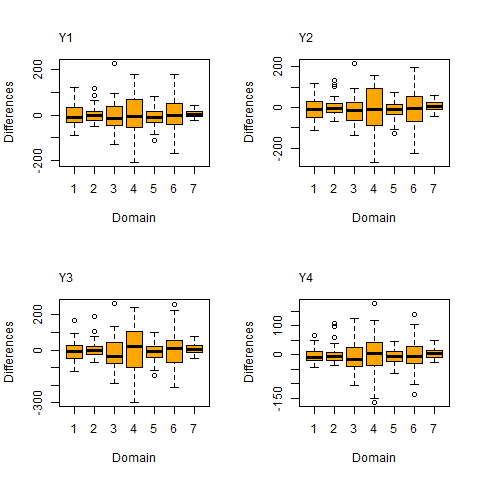 Y1
Differences
-200
0
200
1 2 3 4 5 6 7
Domain
Y2
Differences
-200
0
200
1 2 3 4 5 6 7
Domain
Y3
Differences
-300
0
200
1 2 3 4 5 6 7
Domain
Y4
Differences
-150
0
100
1 2 3 4 5 6 7
Domain